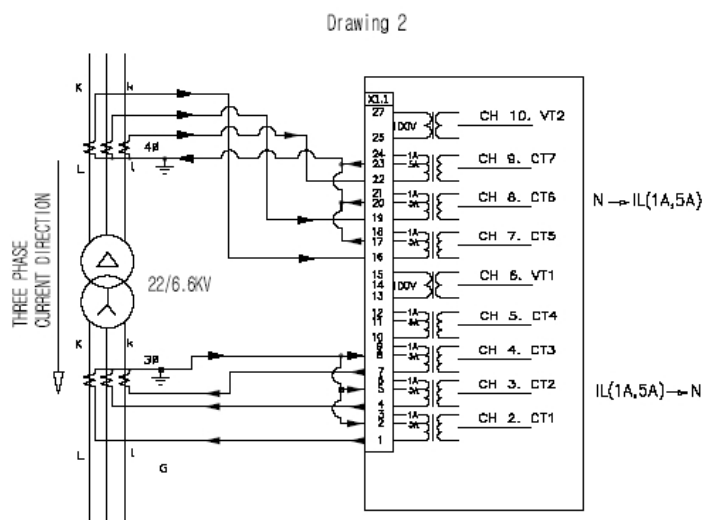 Drawing 2
K k
40
L l
THREE PHASE
CURRENT DIRECTION
22/6.6KV
K k
30
L l
G
X1.1
27
100V
25
CH 10. VT2
24
1A
23
5A
22
CH 9. CT7
21
1A
20
5A
19
CH 8. CT6
18
1A
17
5A
16
CH 7. CT5
15
14
100V
13
CH 6. VT1
12
1A
11
5A
10
CH 5. CT4
9
1A
8
5A
7
CH 4. CT3
6
1A
5
5A
4
CH 3. CT2
3
1A
2
5A
1
CH 2. CT1
N → IL(1A,5A)
IL(1A,5A) → N